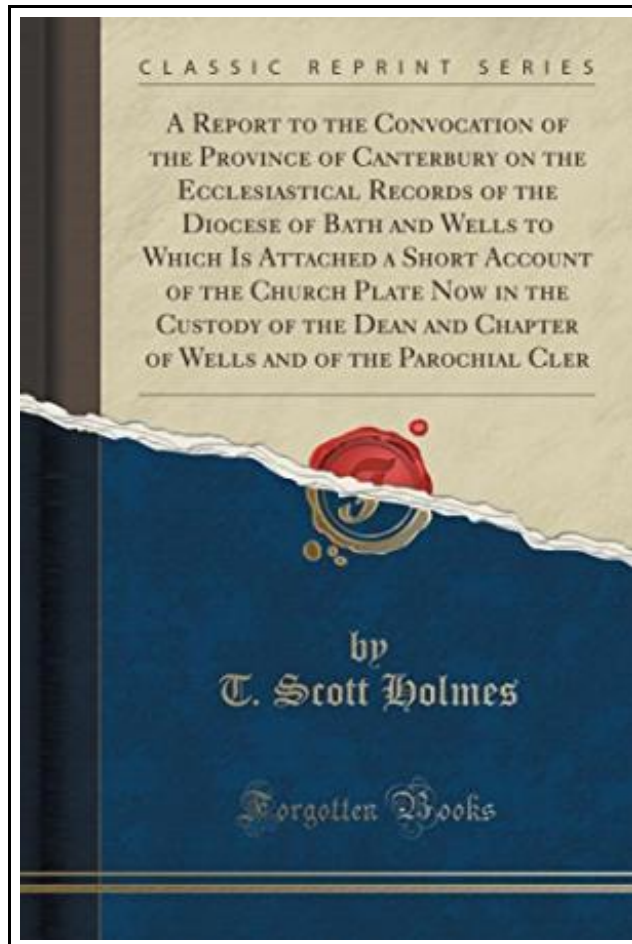 CLASSIC REPRINT SERIES
A REPORT TO THE CONVOCATION OF
THE PROVINCE OF CANTERBURY ON THE
ECCLESIASTICAL RECORDS OF THE
DIOCESE OF BATH AND WELLS TO
WHICH IS ATTACHED A SHORT ACCOUNT
OF THE CHURCH PLATE NOW IN THE
CUSTODY OF THE DEAN AND CHAPTER
OF WELLS AND OF THE PAROCHIAL CLER
by
T. Scott Holmes
Forgotten Books